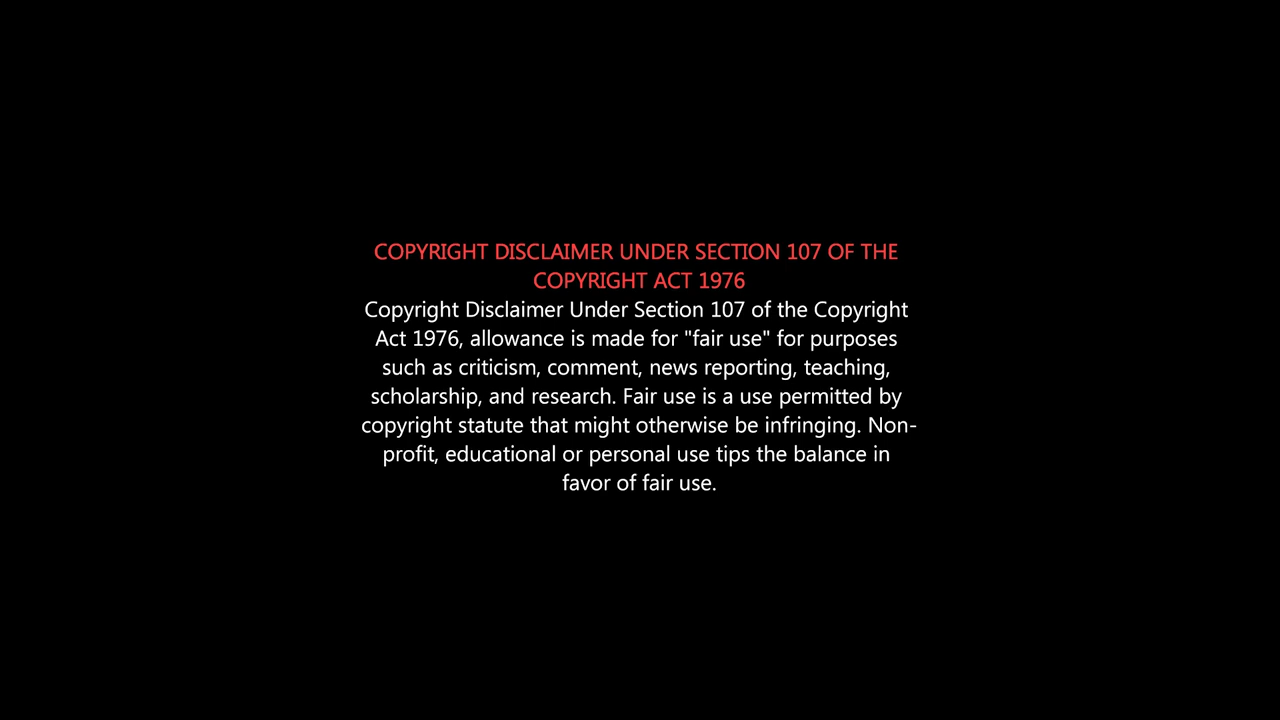 COPYRIGHT DISCLAIMER UNDER SECTION 107 OF THE
COPYRIGHT ACT 1976
Copyright Disclaimer Under Section 107 of the Copyright
Act 1976, allowance is made for "fair use" for purposes
such as criticism, comment, news reporting, teaching,
scholarship, and research. Fair use is a use permitted by
copyright statute that might otherwise be infringing. Non-
profit, educational or personal use tips the balance in
favor of fair use.